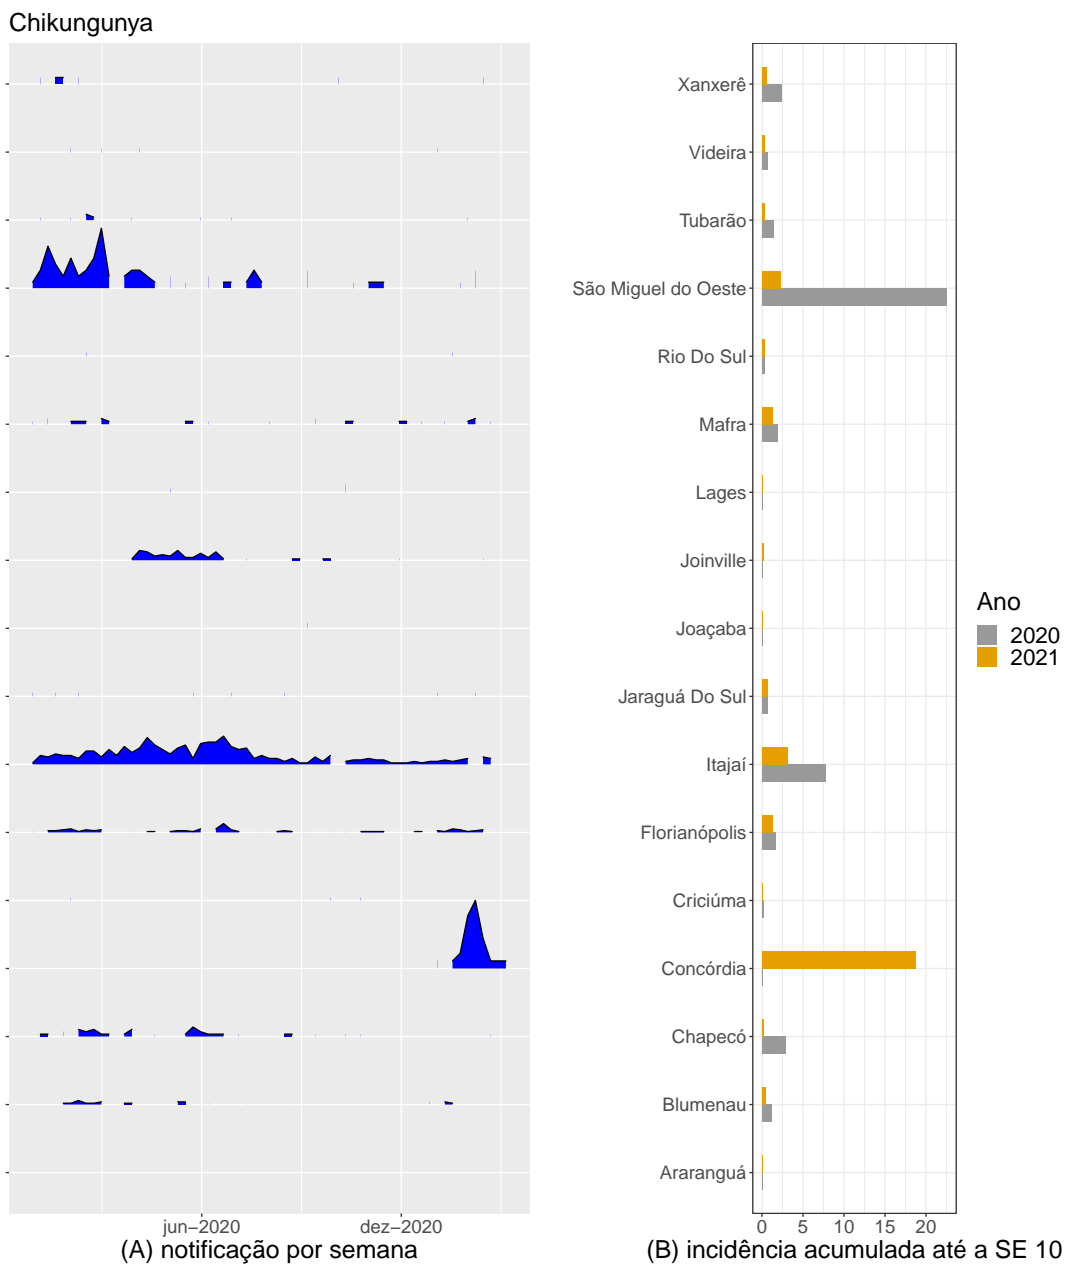 Chikungunya
Xanxerê
Videira
Tubarão
São Miguel do Oeste
Rio Do Sul
Mafra
Lages
Joinville
Joaçaba
Jaraguá Do Sul
Itajaí
Florianópolis
Criciúma
Concórdia
Chapecó
Blumenau
Araranguá
Ano
2020
2021
jun−2020 dez−2020
0 5 10 15 20
(A) notificação por semana
(B) incidência acumulada até a SE 10